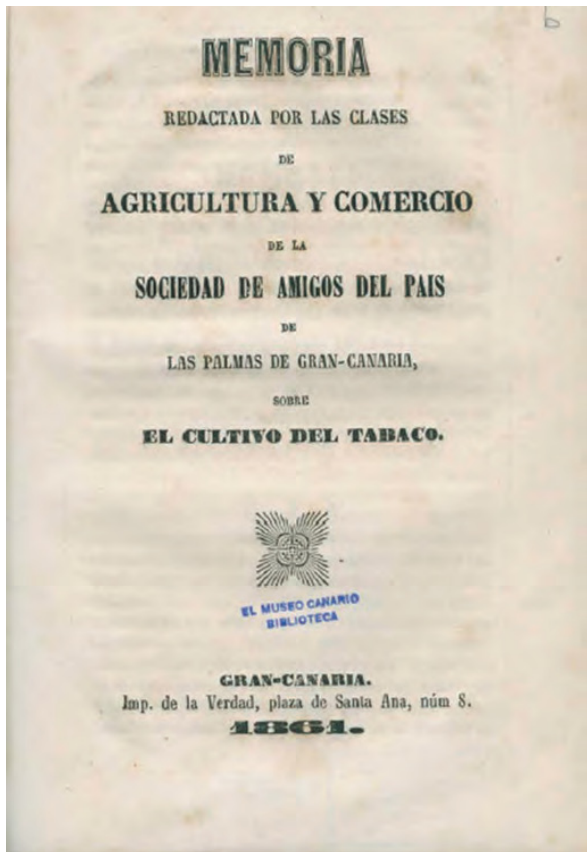 MEMORIA
REDACTADA POR LAS CLASES
DE
AGRICULTURA Y COMERCIO
DE LA
SOCIEDAD DE AMIGOS DEL PAIS
DE
LAS PALMAS DE GRAN-CANARIA,
SOBRE
EL CULTIVO DEL TABACO.
EL MUSEO CANARIO
BIBLIOTECA
GRAN-CANARIA.
Imp. de la Verdad, plaza de Santa Ana, núm 8.
1861.